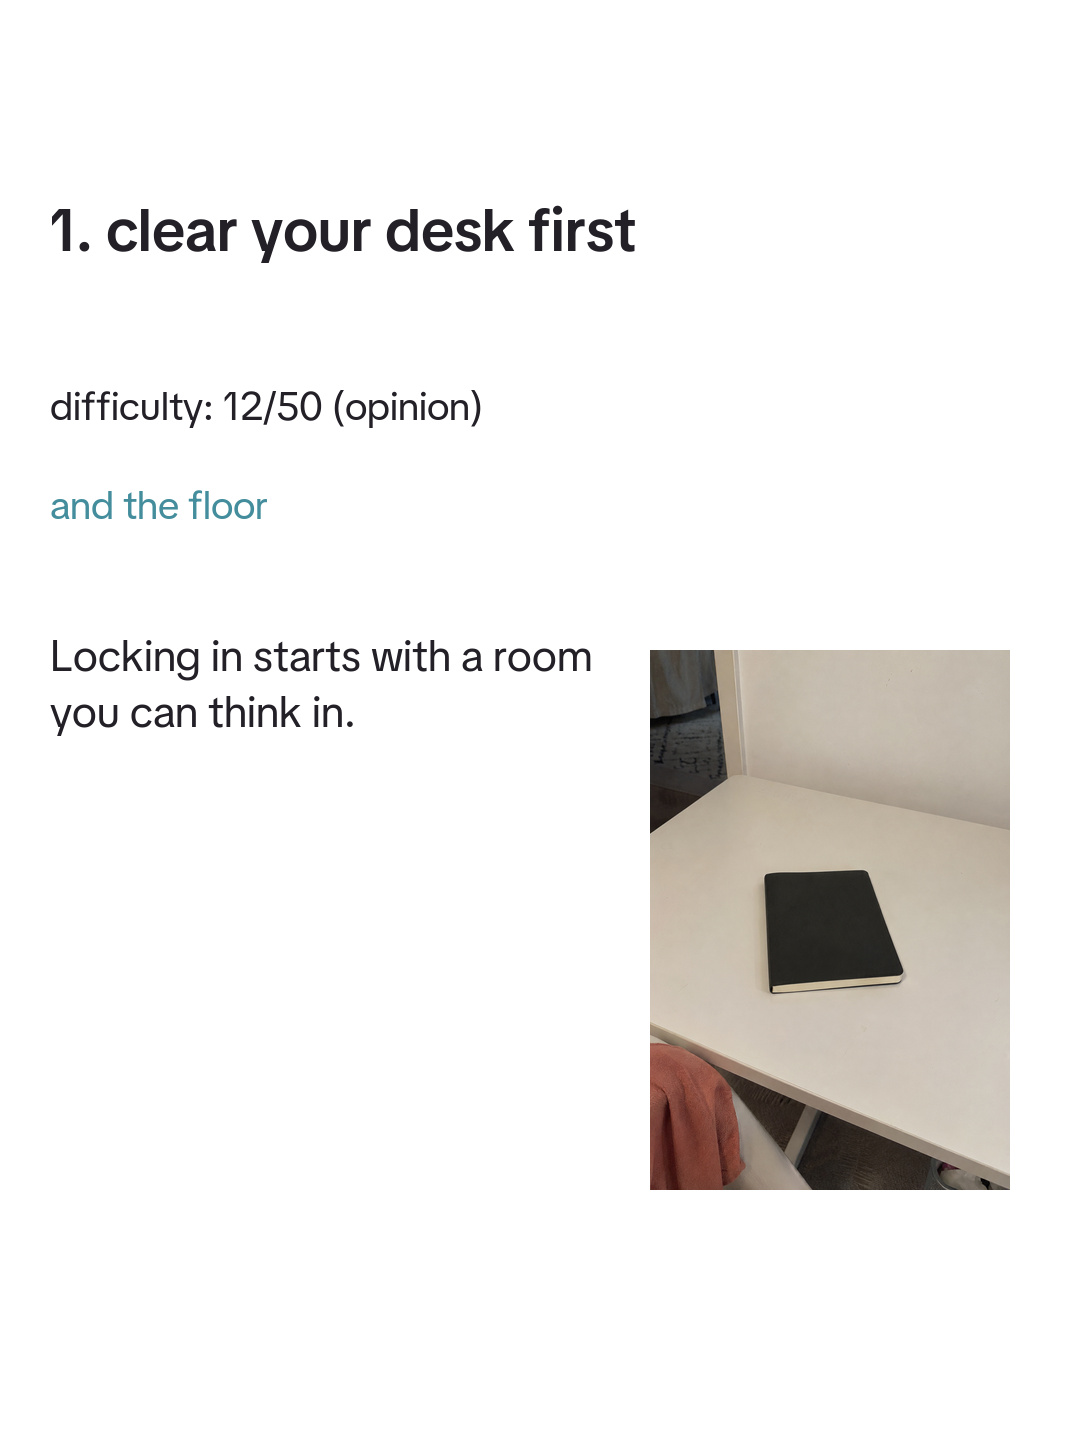 1. clear your desk first
difficulty: 12/50 (opinion)
and the floor
Locking in starts with a room
you can think in.